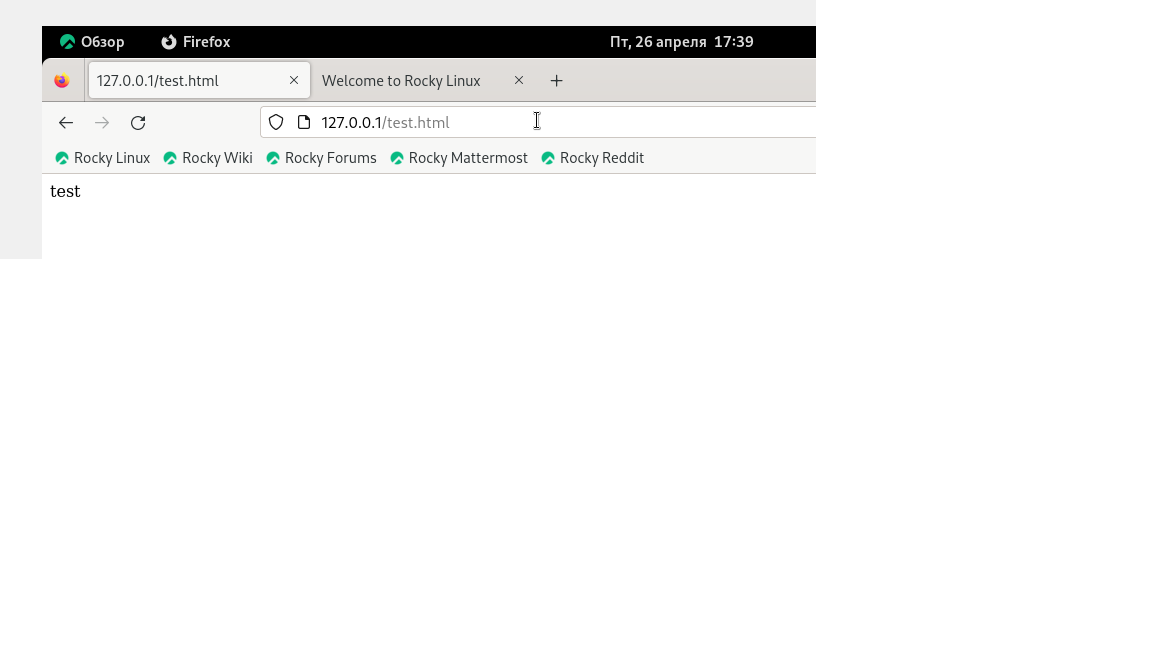 Обзор Firefox Пт, 26 апреля 17:39
127.0.0.1/test.html Welcome to Rocky Linux
127.0.0.1/test.html
Rocky Linux Rocky Wiki Rocky Forums Rocky Mattermost Rocky Reddit
test